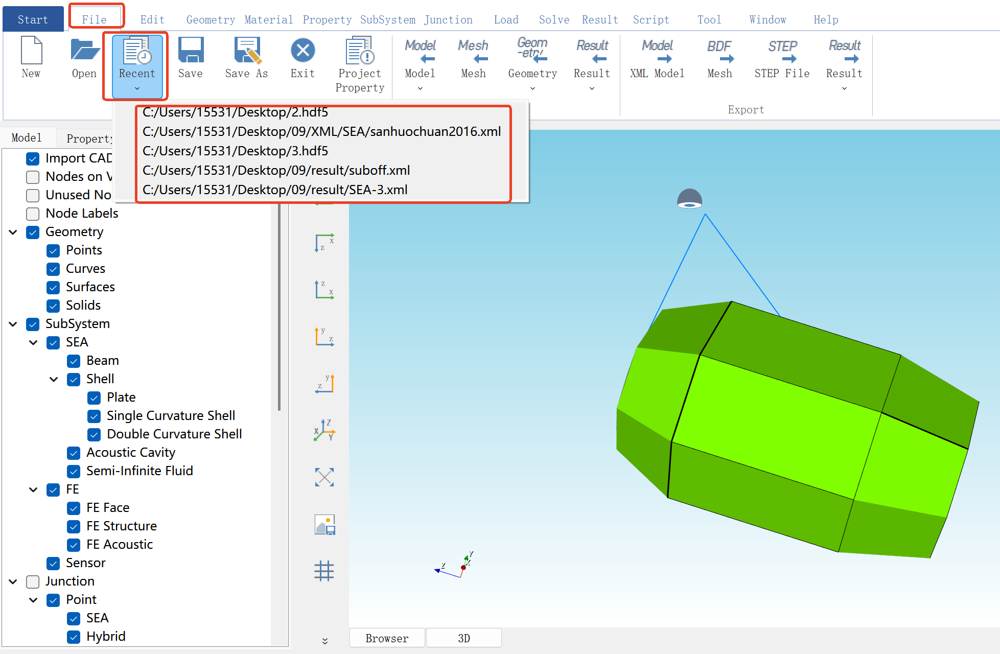 Start File Edit Geometry Material Property SubSystem Junction Load Solve Result Script Tool Window Help
Model Mesh Geom Result Model BDF STEP Result
-etry
New Open Recent Save Save As Exit Project Model Mesh Geometry Result XML Model Mesh STEP File Result
Property
Export
C:/Users/15531/Desktop/2.hdf5
C:/Users/15531/Desktop/09/XML/SEA/sanhuochuan2016.xml
C:/Users/15531/Desktop/3.hdf5
C:/Users/15531/Desktop/09/result/suboff.xml
C:/Users/15531/Desktop/09/result/SEA-3.xml
Model Property
Import CAD
Nodes on V
Unused No
Node Labels
Geometry
Points
Curves
Surfaces
Solids
SubSystem
SEA
Beam
Shell
Plate
Single Curvature Shell
Double Curvature Shell
Acoustic Cavity
Semi-Infinite Fluid
FE
FE Face
FE Structure
FE Acoustic
Sensor
Junction
Point
SEA
Hybrid
x
z
z
x
y
z
y
z
Z
X
Y
Y
X
Z
Browser 3D